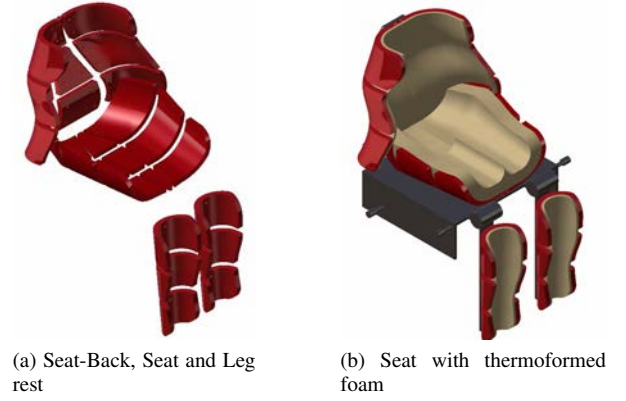 (a) Seat-Back, Seat and Leg
rest
(b) Seat with thermoformed
foam